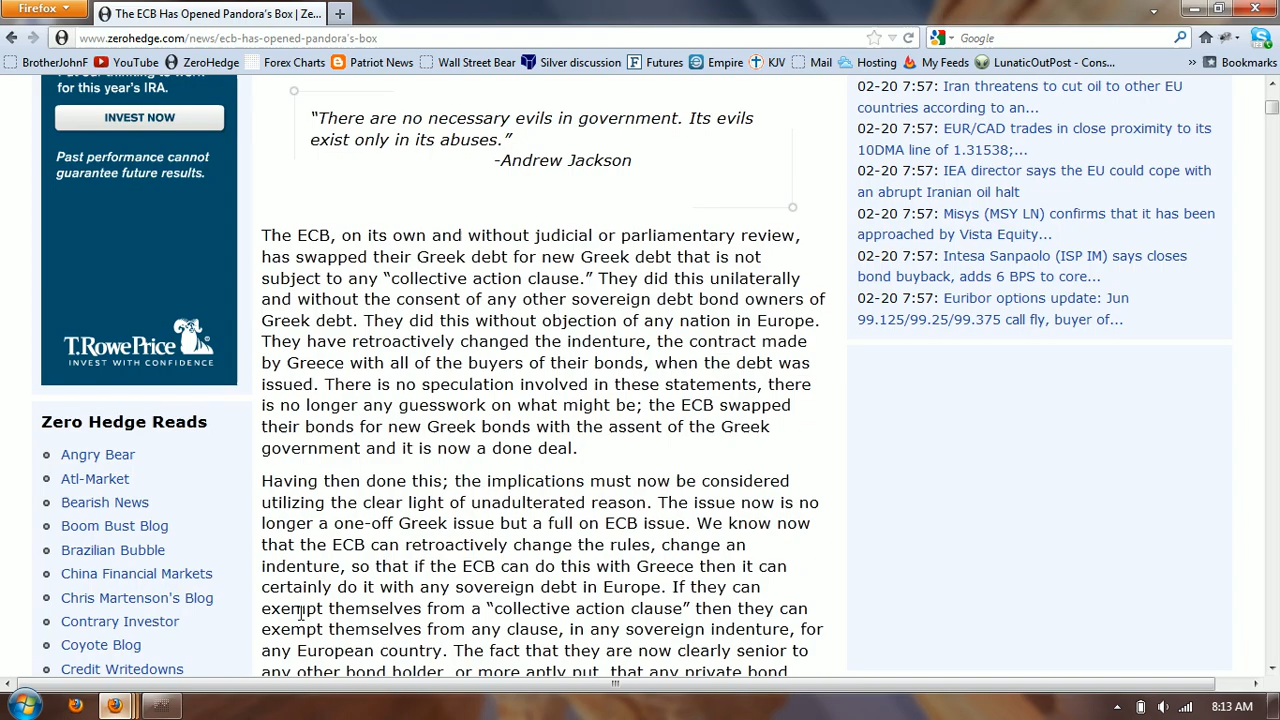 Firefox
The ECB Has Opened Pandora's Box | Ze...
www.zerohedge.com/news/ecb-has-opened-pandora's-box
Google
BrotherJohnF
YouTube
ZeroHedge
Forex Charts
Patriot News
Wall Street Bear
Silver discussion
Futures
Empire
KJV
Mail
Hosting
My Feeds
LunaticOutPost - Cons...
Bookmarks
for this year's IRA.
INVEST NOW
Past performance cannot
guarantee future results.
T.RowePrice
INVEST WITH CONFIDENCE
Zero Hedge Reads
Angry Bear
Atl-Market
Bearish News
Boom Bust Blog
Brazilian Bubble
China Financial Markets
Chris Martenson's Blog
Contrary Investor
Coyote Blog
Credit Writedowns
“There are no necessary evils in government. Its evils
exist only in its abuses.”
-Andrew Jackson
The ECB, on its own and without judicial or parliamentary review,
has swapped their Greek debt for new Greek debt that is not
subject to any “collective action clause.” They did this unilaterally
and without the consent of any other sovereign debt bond owners of
Greek debt. They did this without objection of any nation in Europe.
They have retroactively changed the indenture, the contract made
by Greece with all of the buyers of their bonds, when the debt was
issued. There is no speculation involved in these statements, there
is no longer any guesswork on what might be; the ECB swapped
their bonds for new Greek bonds with the assent of the Greek
government and it is now a done deal.
Having then done this; the implications must now be considered
utilizing the clear light of unadulterated reason. The issue now is no
longer a one-off Greek issue but a full on ECB issue. We know now
that the ECB can retroactively change the rules, change an
indenture, so that if the ECB can do this with Greece then it can
certainly do it with any sovereign debt in Europe. If they can
exempt themselves from a “collective action clause” then they can
exempt themselves from any clause, in any sovereign indenture, for
any European country. The fact that they are now clearly senior to
any other bond holder, or more aptly put, that any private bond
02-20 7:57: Iran threatens to cut oil to other EU
countries according to an...
02-20 7:57: EUR/CAD trades in close proximity to its
10DMA line of 1.31538;...
02-20 7:57: IEA director says the EU could cope with
an abrupt Iranian oil halt
02-20 7:57: Misys (MSY LN) confirms that it has been
approached by Vista Equity...
02-20 7:57: Intesa Sanpaolo (ISP IM) says closes
bond buyback, adds 6 BPS to core...
02-20 7:57: Euribor options update: Jun
99.125/99.25/99.375 call fly, buyer of...
8:13 AM